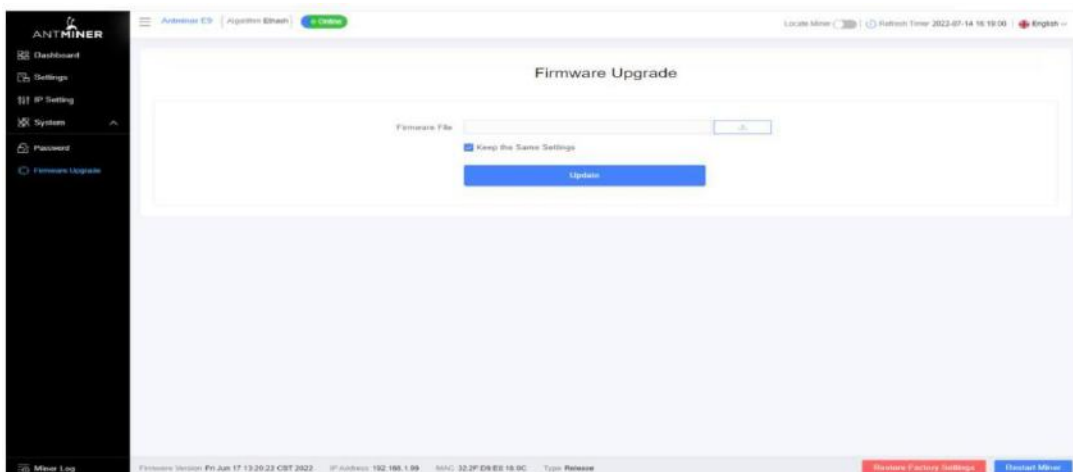 ANTMINER
Antminer E9 Algorithm Ethash Online
Locate Miner Refresh Time 2022-07-14 16:19:00 English
Dashboard
Settings
IP Setting
System
Password
Firmware Upgrade
Firmware Upgrade
Firmware File
Keep the Same Settings
Update
Miner Log
Firmware Version Fri Jun 17 13:20:22 CST 2022 IP Address 192.168.1.99 MAC Type Release
Restore Factory Settings Restart Miner